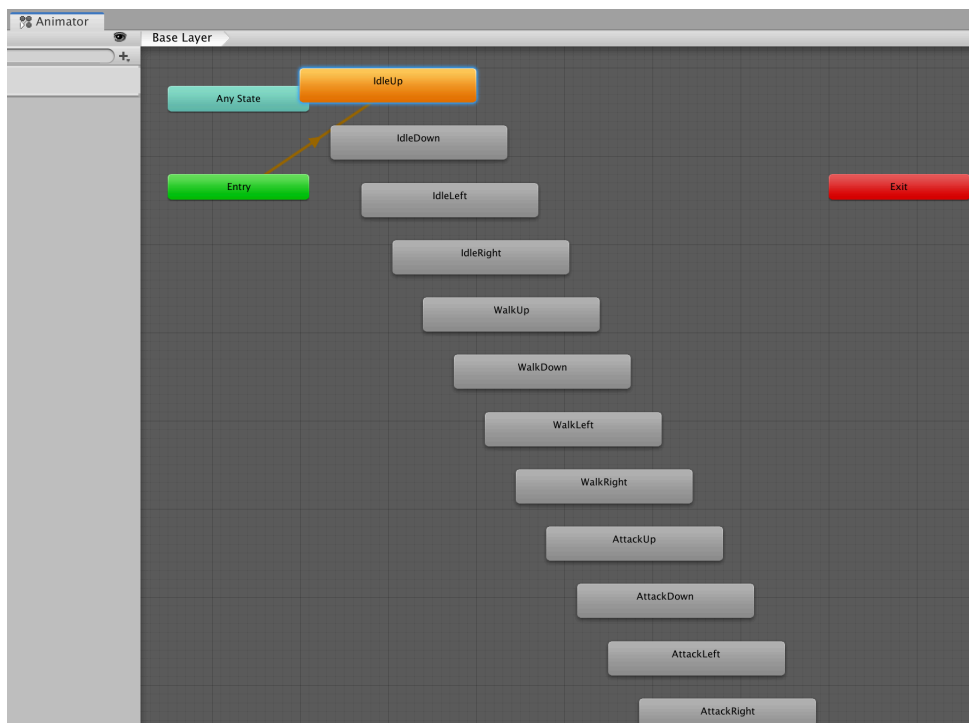 Animator
Base Layer
IdleUp
Any State
IdleDown
Entry
Exit
IdleLeft
IdleRight
WalkUp
WalkDown
WalkLeft
WalkRight
AttackUp
AttackDown
AttackLeft
AttackRight